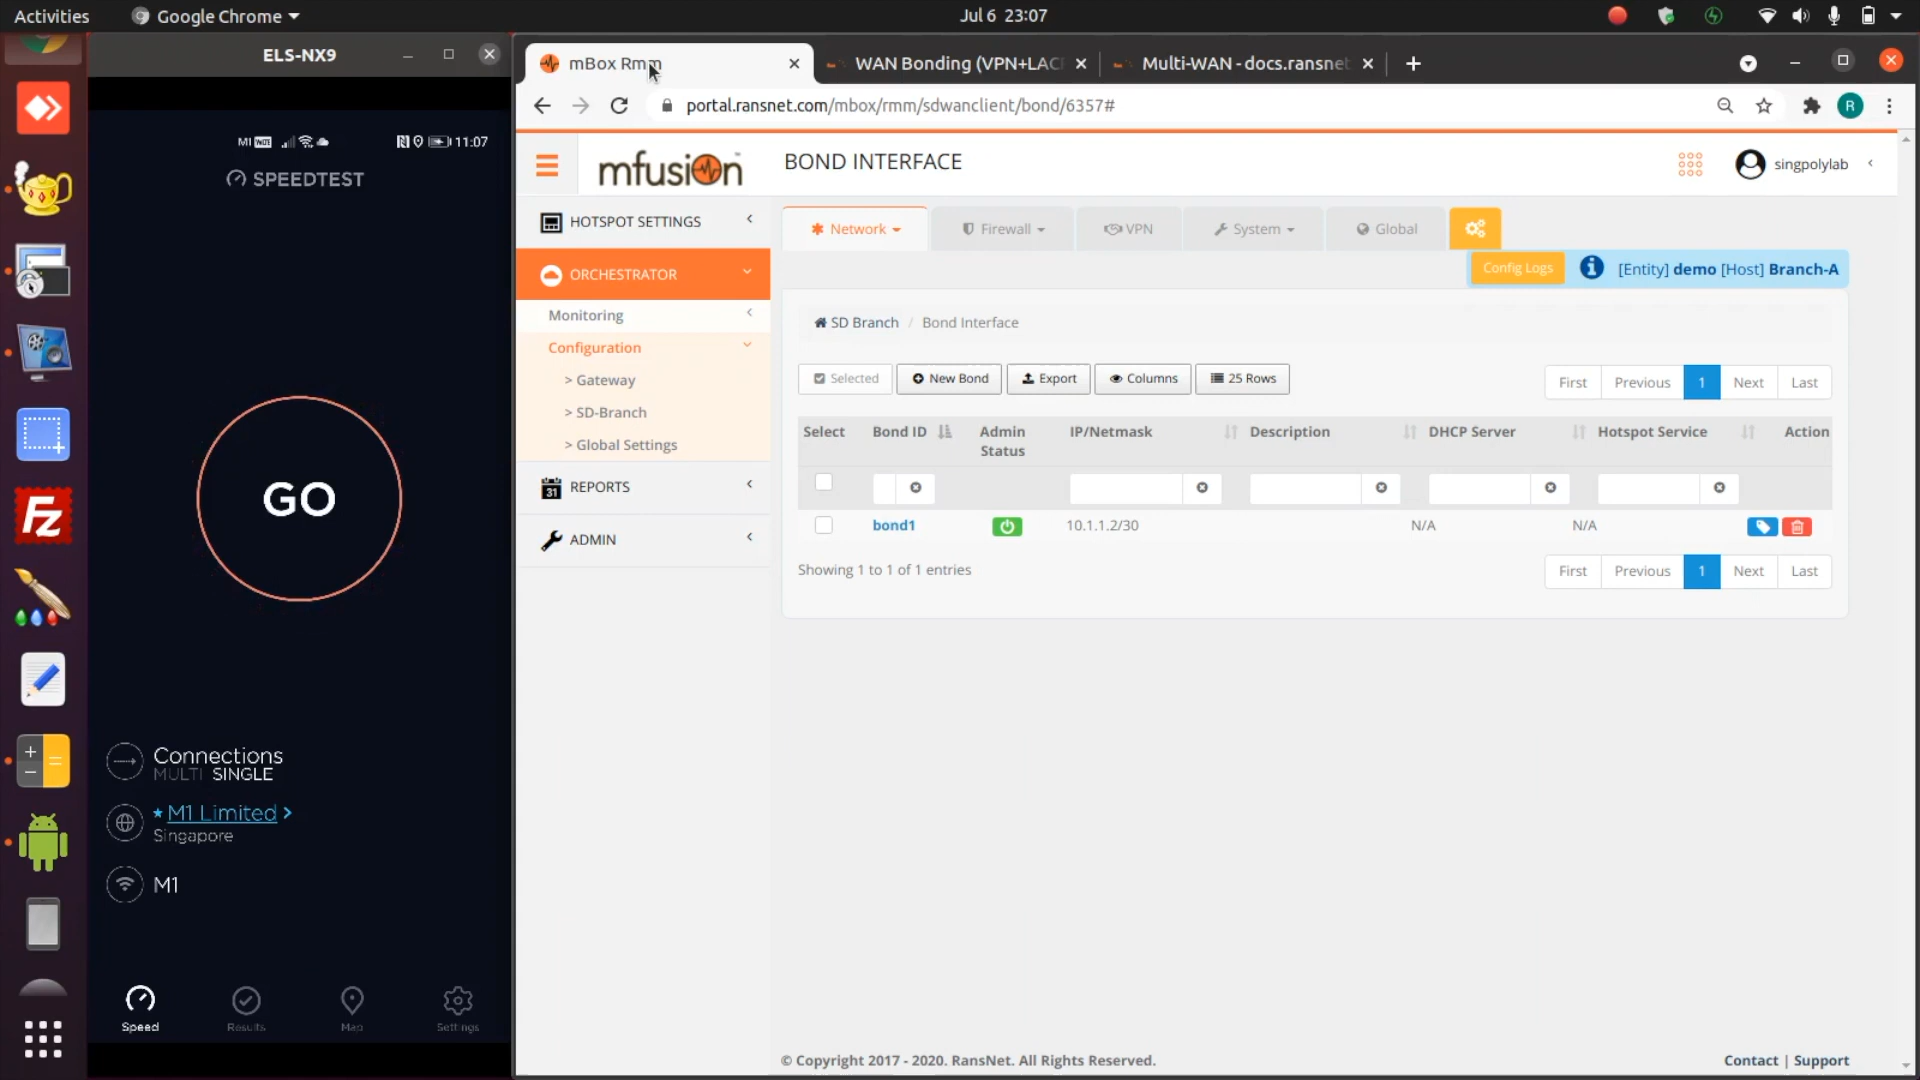 Activities
Google Chrome
Jul 6 23:07
ELS-NX9
11:07
SPEEDTEST
GO
Connections
MULTI SINGLE
* M1 Limited >
Singapore
M1
Speed
Results
Map
Settings
mBox Rmm
WAN Bonding (VPN+LAC
Multi-WAN - docs.ransnet
portal.ransnet.com/mbox/rmm/sdwanclient/bond/6357#
R
mfusion
BOND INTERFACE
singpolylab
HOTSPOT SETTINGS
ORCHESTRATOR
Monitoring
Configuration
> Gateway
> SD-Branch
> Global Settings
31 REPORTS
ADMIN
Network
Firewall
VPN
System
Global
Config Logs
[Entity] demo [Host] Branch-A
SD Branch / Bond Interface
Selected
New Bond
Export
Columns
25 Rows
First Previous 1 Next Last
Select
Bond ID
Admin Status
IP/Netmask
Description
DHCP Server
Hotspot Service
Action
bond1
10.1.1.2/30
N/A
N/A
Showing 1 to 1 of 1 entries
First Previous 1 Next Last
© Copyright 2017 - 2020. RansNet. All Rights Reserved.
Contact | Support